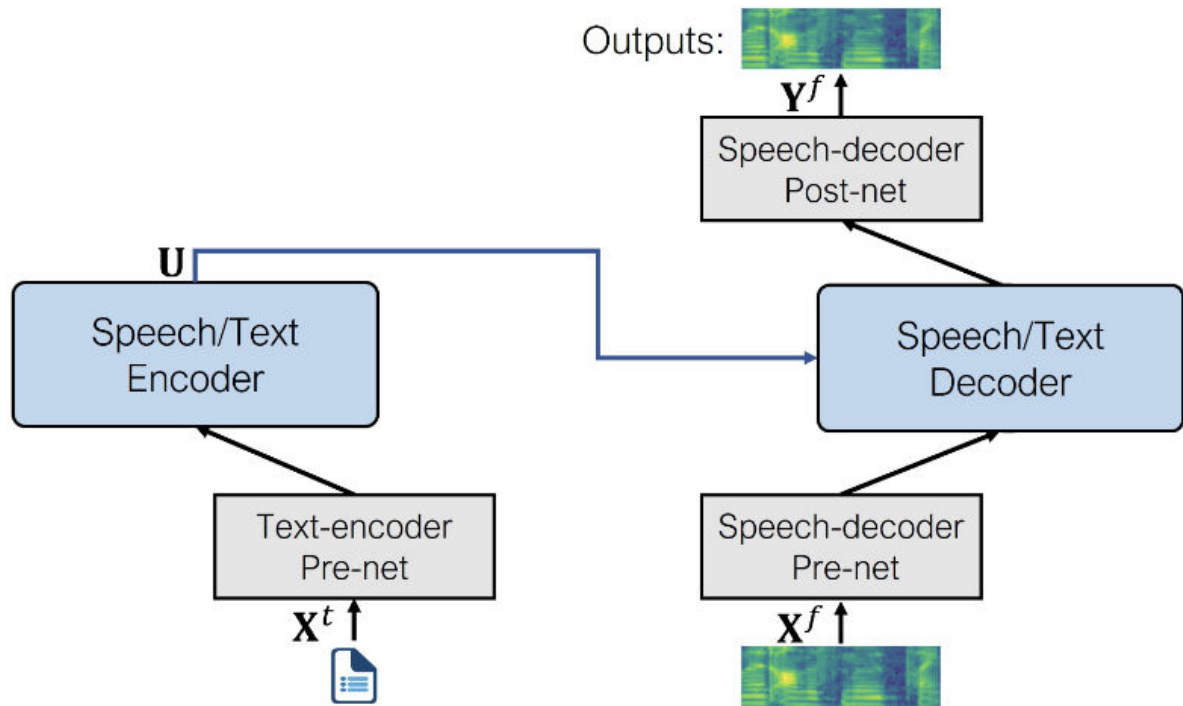 Outputs:
Y^f
Speech-decoder
Post-net
U
Speech/Text
Encoder
Speech/Text
Decoder
Text-encoder
Pre-net
Speech-decoder
Pre-net
X^t
X^f